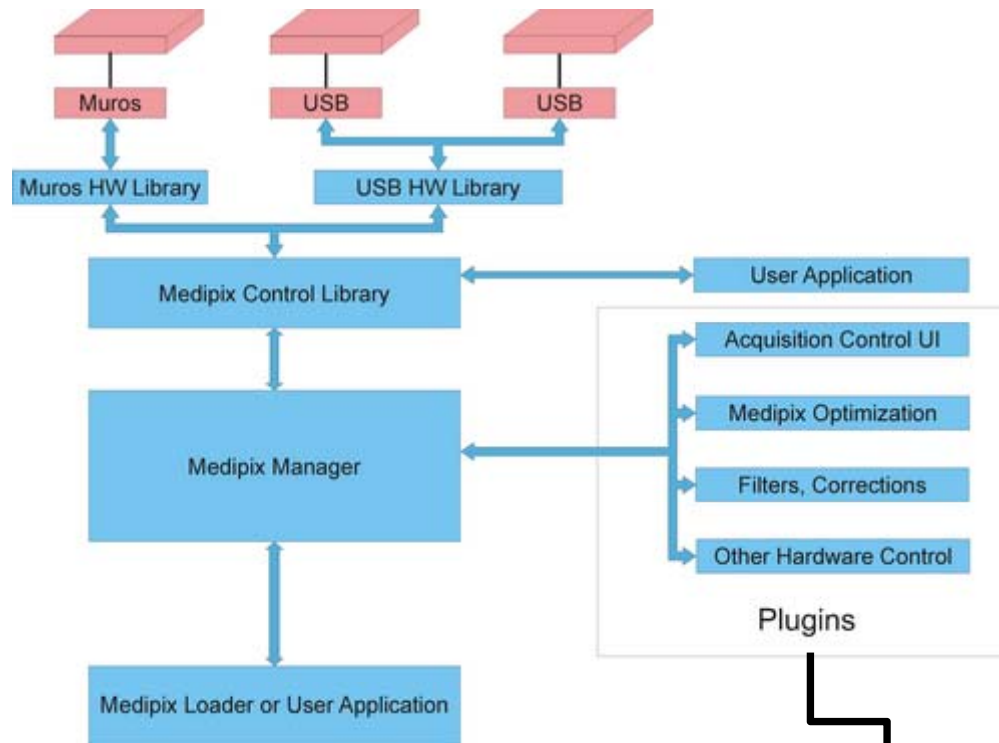 Muros
USB
USB
Muros HW Library
USB HW Library
Medipix Control Library
User Application
Acquisition Control UI
Medipix Optimization
Medipix Manager
Filters, Corrections
Other Hardware Control
Plugins
Medipix Loader or User Application